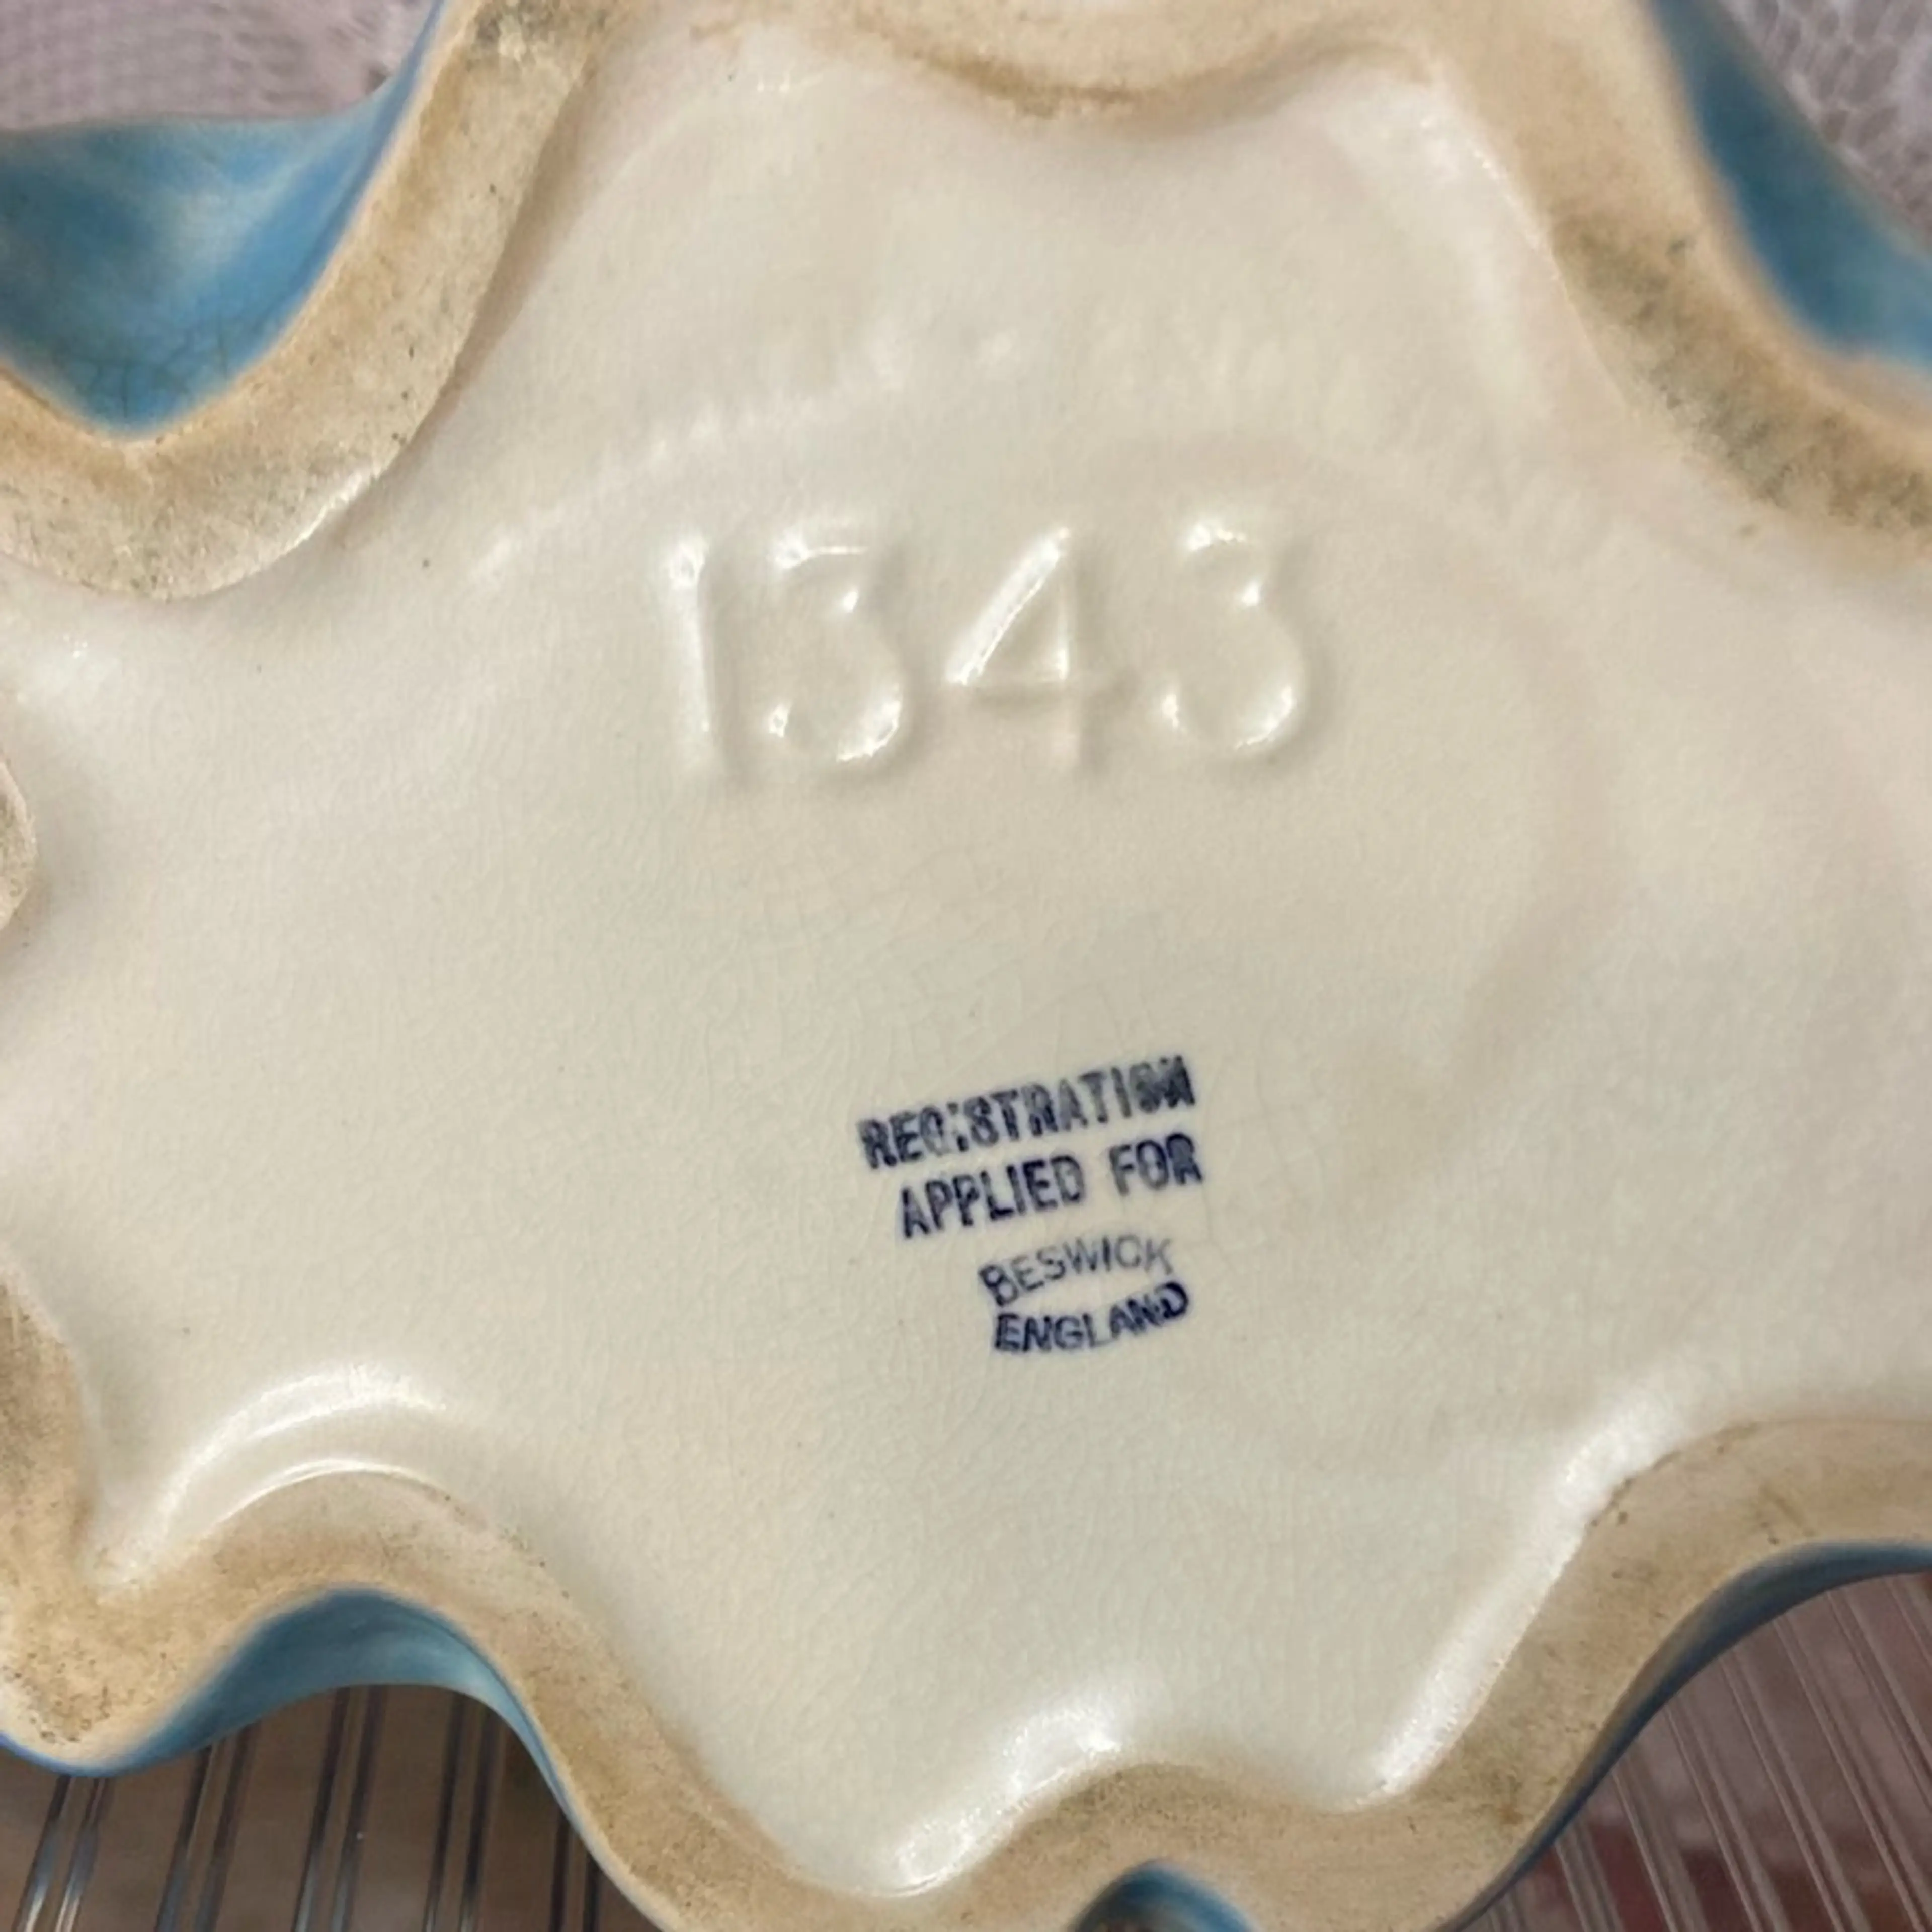 1343
REGISTRATION
APPLIED FOR
BESWICK
ENGLAND